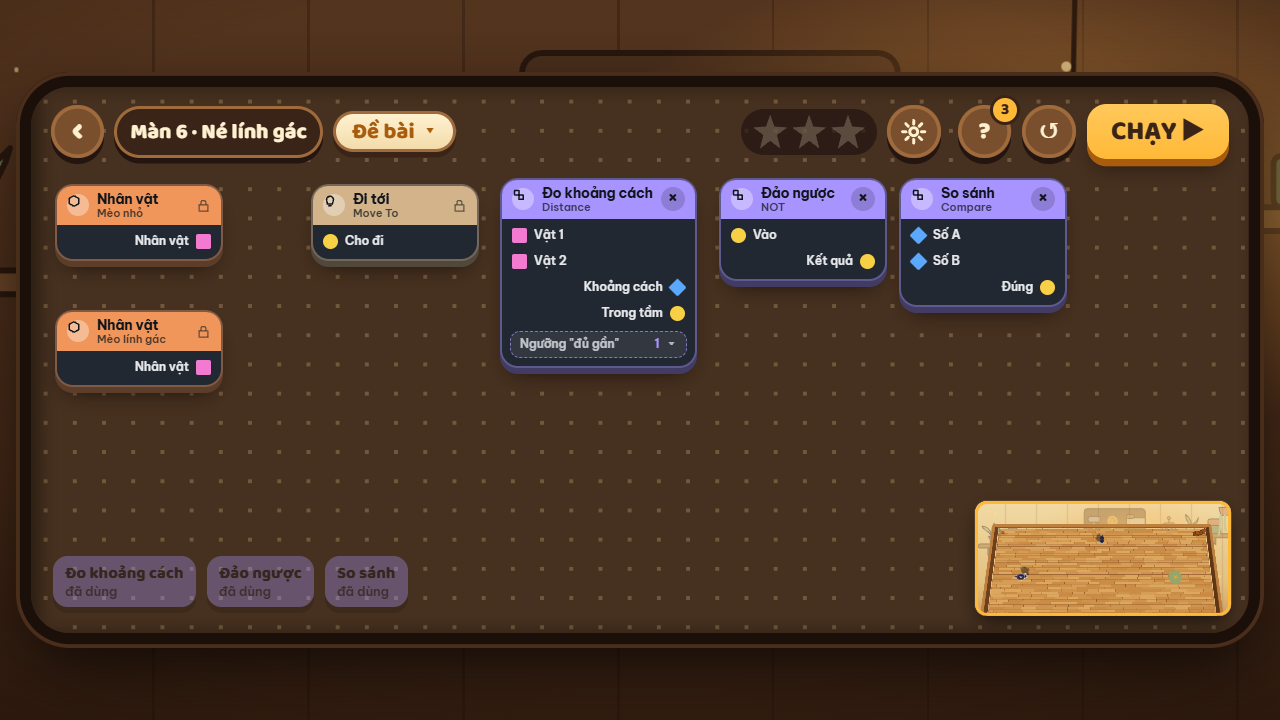 Màn 6 · Né lính gác
Đề bài
3
?
CHẠY
Nhân vật
Mèo nhỏ
Nhân vật
Đi tới
Move To
Cho đi
Đo khoảng cách
Distance
Vật 1
Vật 2
Khoảng cách
Trong tầm
Ngưỡng "đủ gần" 1
Đảo ngược
NOT
Vào
Kết quả
So sánh
Compare
Số A
Số B
Đúng
Nhân vật
Mèo lính gác
Nhân vật
Đo khoảng cách
đã dùng
Đảo ngược
đã dùng
So sánh
đã dùng